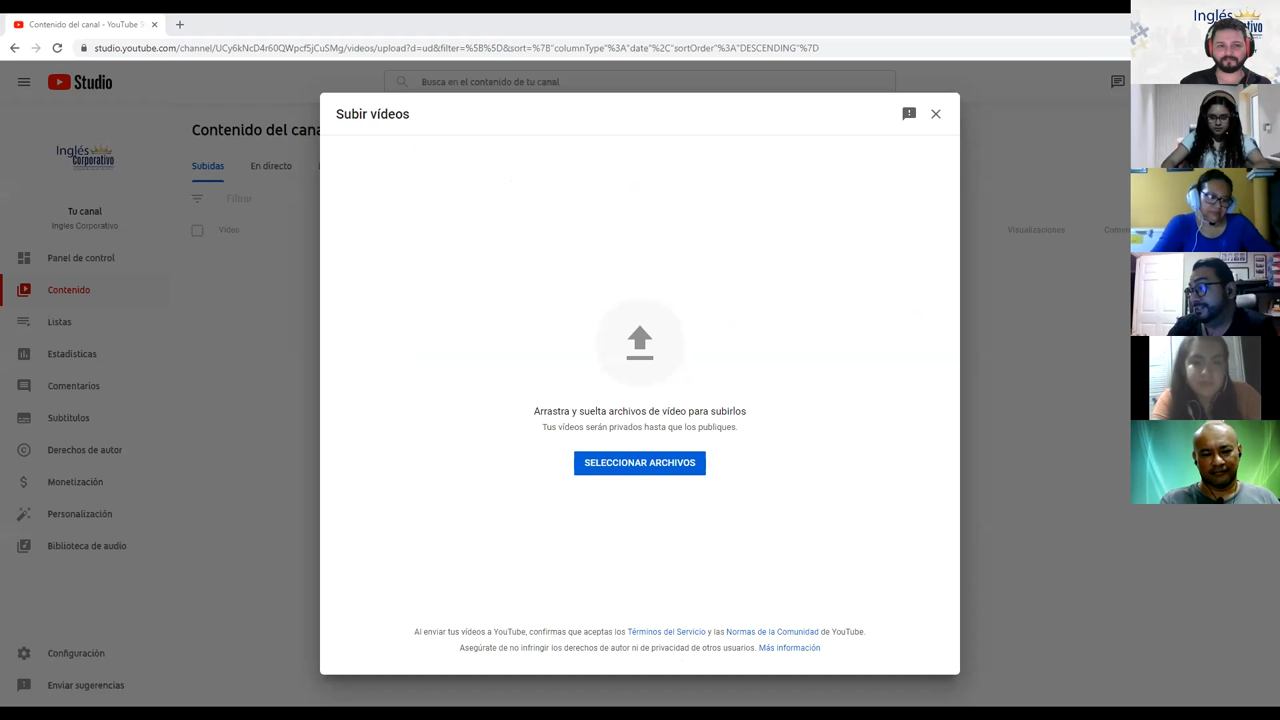 Contenido del canal - YouTube S
studio.youtube.com/channel/UCy6kNcD4r60QWpcf5jCuSMg/videos/upload?d=ud&filter=%5B%5D&sort=%7B"columnType"%3A"date"%2C"sortOrder"%3A"DESCENDING"%7D
Studio
Busca en el contenido de tu canal
Inglés
Subir vídeos
Contenido del cana
Inglés
Corporativo
Subidas
En directo
Filtrar
Tu canal
Ingles Corporativo
Vídeo
Visualizaciones
Comen
Panel de control
Contenido
Listas
Estadísticas
Comentarios
Subtítulos
Derechos de autor
Monetización
Personalización
Biblioteca de audio
Arrastra y suelta archivos de vídeo para subirlos
Tus vídeos serán privados hasta que los publiques.
SELECCIONAR ARCHIVOS
Al enviar tus vídeos a YouTube, confirmas que aceptas los Términos del Servicio y las Normas de la Comunidad de YouTube.
Asegúrate de no infringir los derechos de autor ni de privacidad de otros usuarios. Más información
Configuración
Enviar sugerencias